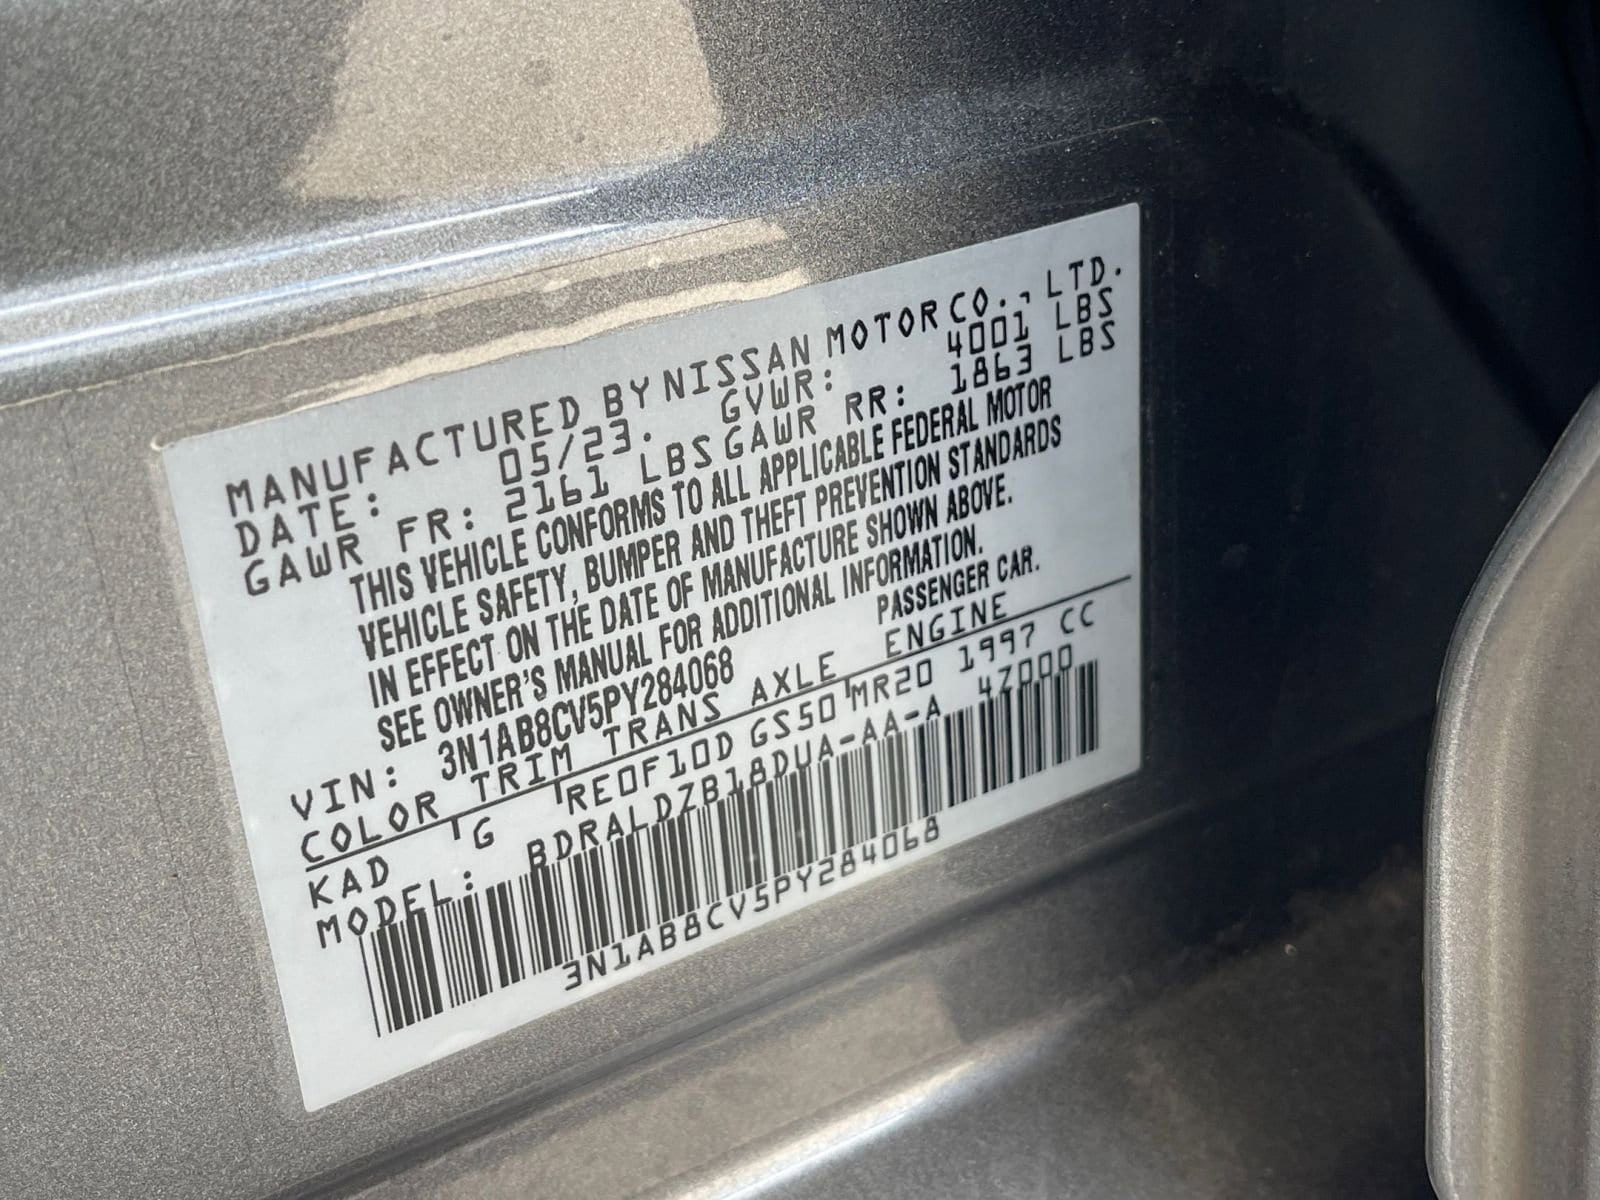 MANUFACTURED BY NISSAN MOTOR CO., LTD.
DATE: 05/23. GVWR: 4001 LBS
GAWR FR: 2161 LBS GAWR RR: 1863 LBS
THIS VEHICLE CONFORMS TO ALL APPLICABLE FEDERAL MOTOR
VEHICLE SAFETY, BUMPER AND THEFT PREVENTION STANDARDS
IN EFFECT ON THE DATE OF MANUFACTURE SHOWN ABOVE.
SEE OWNER'S MANUAL FOR ADDITIONAL INFORMATION.
PASSENGER CAR.
VIN: 3N1AB8CV5PY284068
COLOR TRIM TRANS AXLE ENGINE
KAD G RE0F10D GS50 MR20 1997 CC
MODEL: BDRALDZB18DUA-AA-A 47000
3N1AB8CV5PY284068